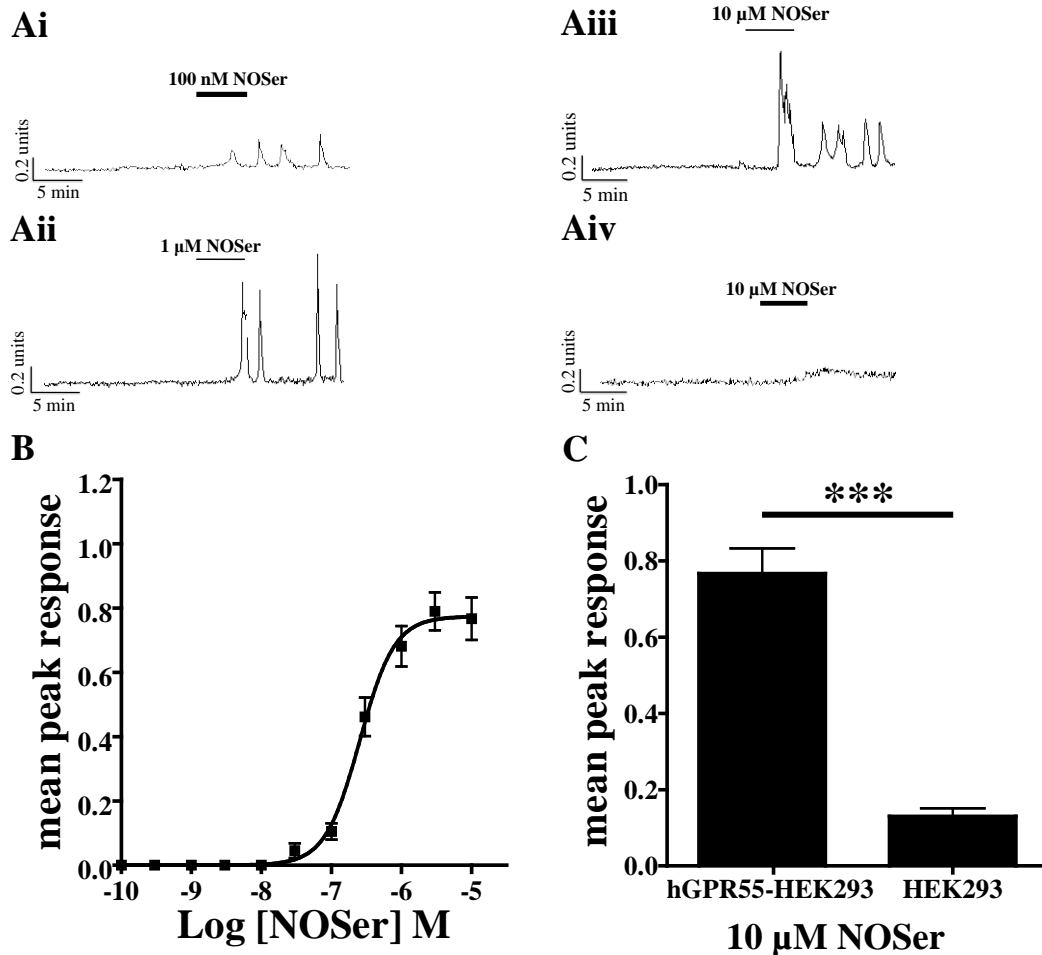 Ai
100 nM NOSer
0.2 units
5 min
Aii
1 µM NOSer
0.2 units
5 min
Aiii
10 µM NOSer
0.2 units
5 min
Aiv
10 µM NOSer
0.2 units
5 min
B
mean peak response
1.2
1.0
0.8
0.6
0.4
0.2
0.0
-10 -9 -8 -7 -6 -5
Log [NOSer] M
C
mean peak response
1.0
0.8
0.6
0.4
0.2
0.0
***
hGPR55-HEK293 HEK293
10 µM NOSer